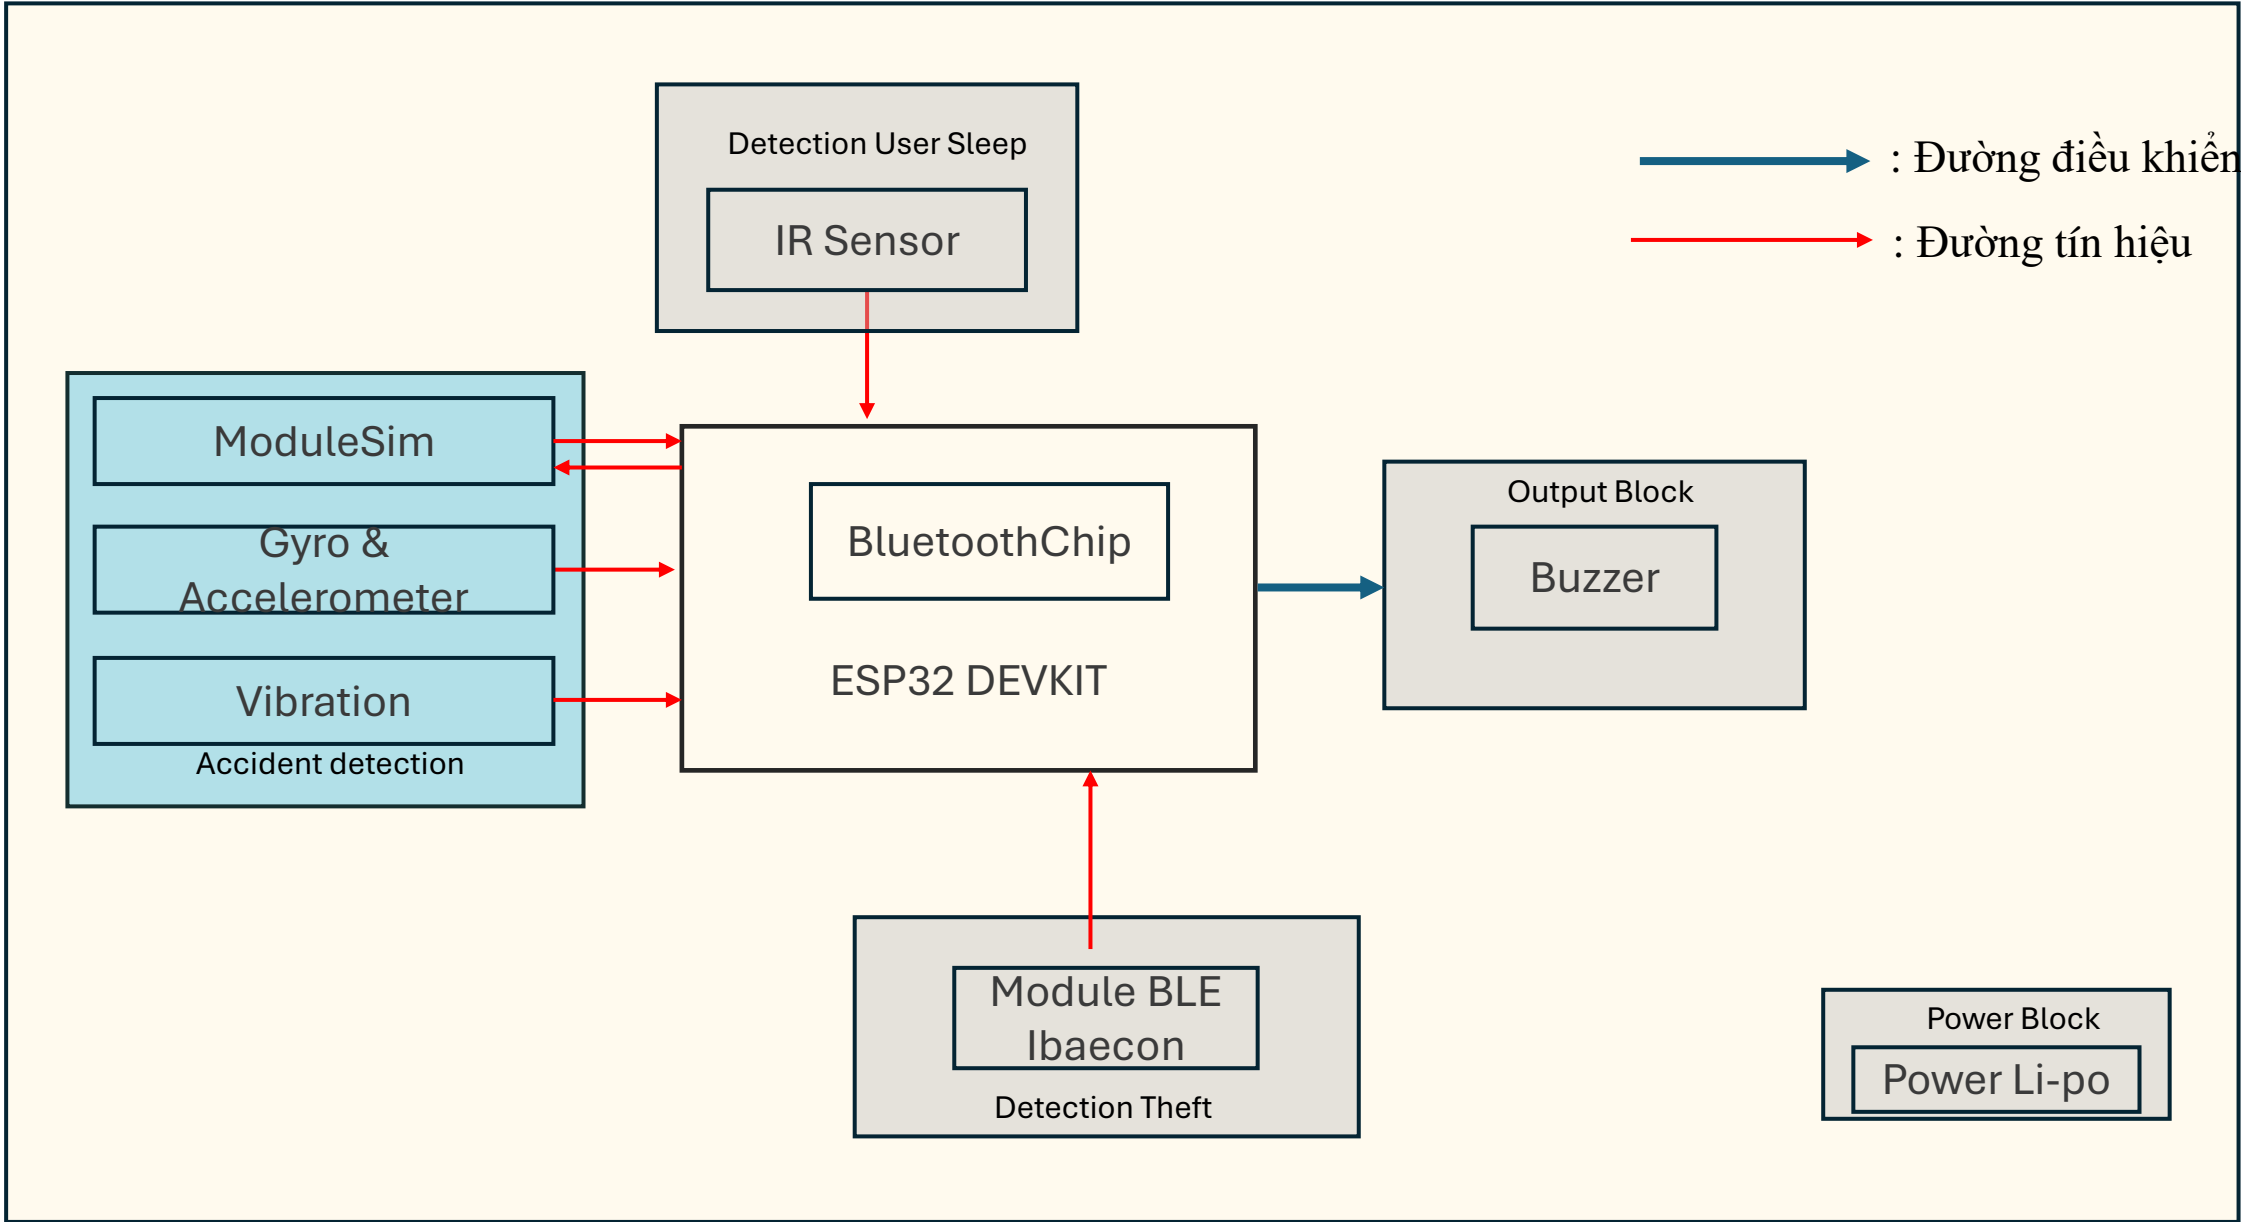 Detection User Sleep
IR Sensor
: Đường điều khiển
: Đường tín hiệu
ModuleSim
Gyro &
Accelerometer
Vibration
Accident detection
BluetoothChip
ESP32 DEVKIT
Output Block
Buzzer
Module BLE
Ibaecon
Detection Theft
Power Block
Power Li-po